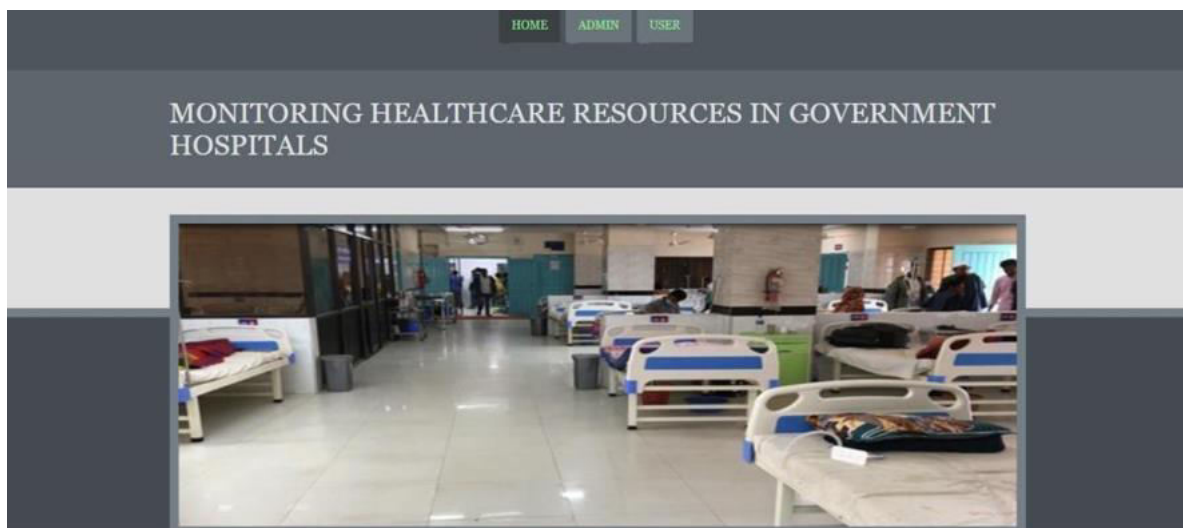 HOME ADMIN USER
MONITORING HEALTHCARE RESOURCES IN GOVERNMENT
HOSPITALS